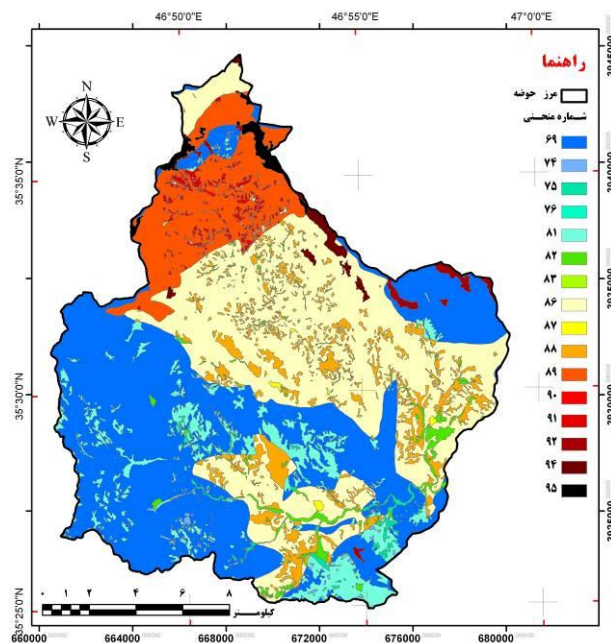 46°50'0"E 46°55'0"E 47°0'0"E
N
W E
S
راهنما
مرز حوضه
شماره منحنی
۶۹
۷۴
۷۵
۷۶
۸۱
۸۲
۸۳
۸۶
۸۷
۸۸
۸۹
۹۰
۹۱
۹۲
۹۴
۹۵
35°35'0"N
35°30'0"N
35°25'0"N
۰ ۱ ۲ ۴ ۶ ۸
کیلومتر
660000 664000 668000 672000 676000 6800000